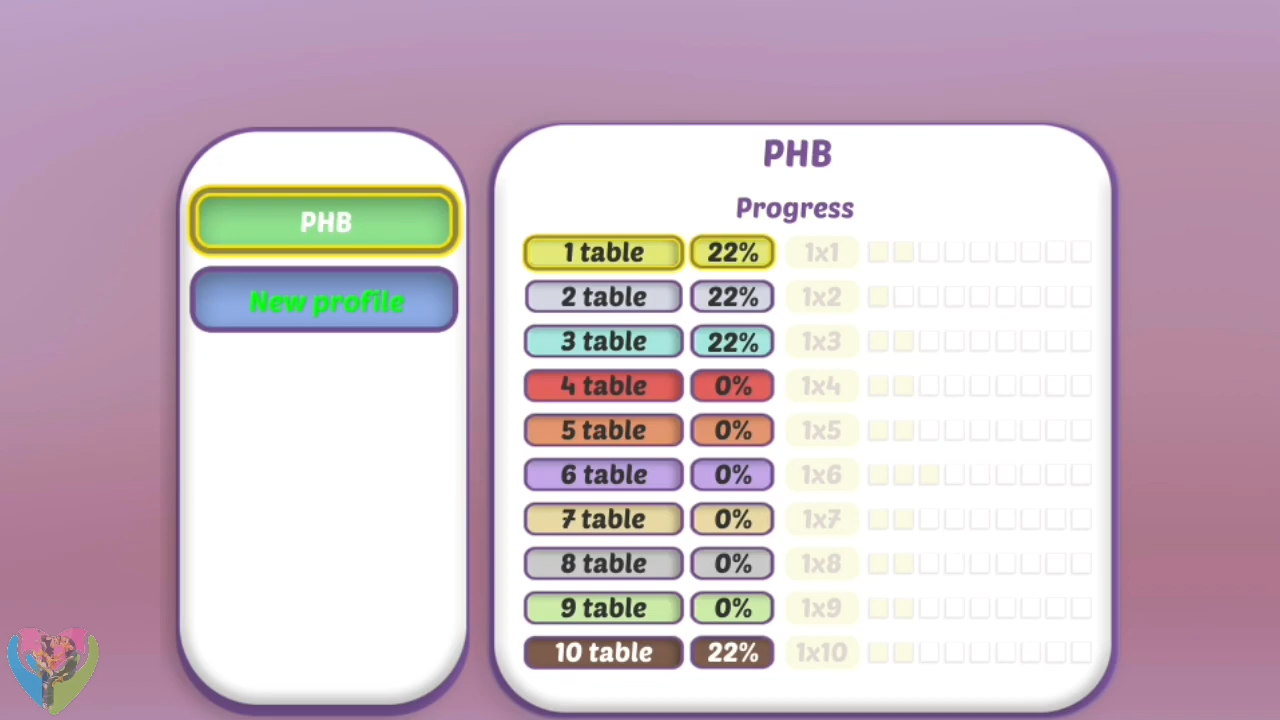 PHB
New profile
PHB
Progress
1 table 22% 1x1
2 table 22% 1x2
3 table 22% 1x3
4 table 0% 1x4
5 table 0% 1x5
6 table 0% 1x6
7 table 0% 1x7
8 table 0% 1x8
9 table 0% 1x9
10 table 22% 1x10